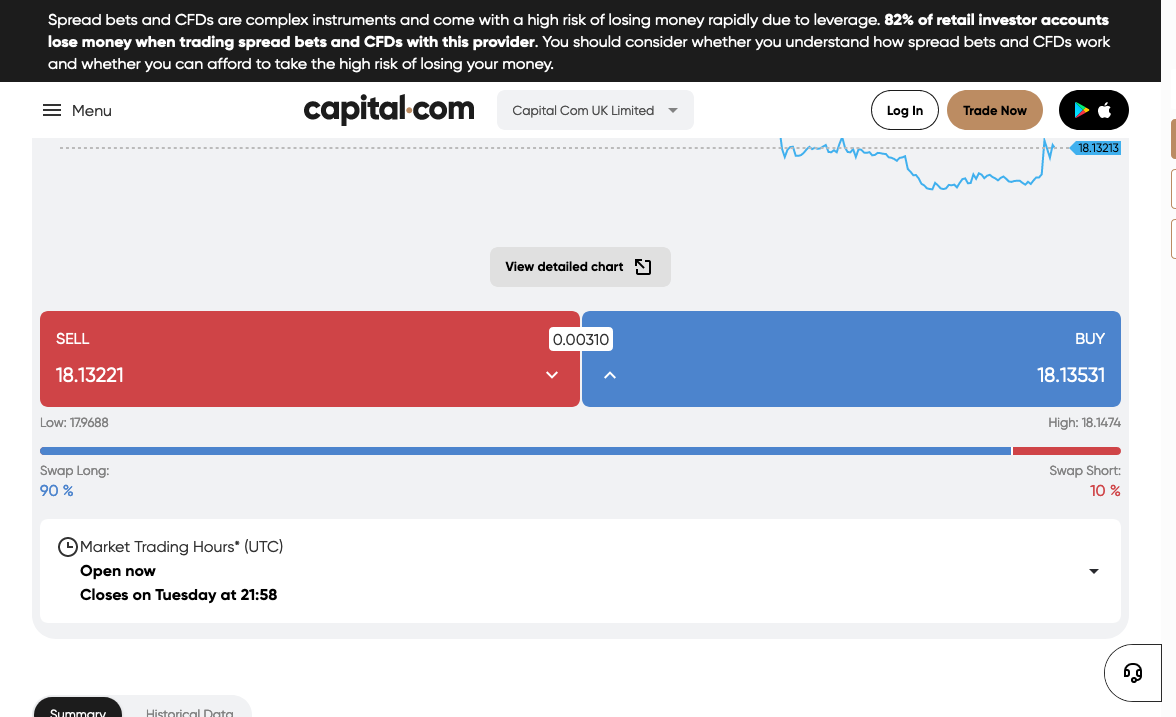 Spread bets and CFDs are complex instruments and come with a high risk of losing money rapidly due to leverage. 82% of retail investor accounts
lose money when trading spread bets and CFDs with this provider. You should consider whether you understand how spread bets and CFDs work
and whether you can afford to take the high risk of losing your money.
Menu
capital.com
Capital Com UK Limited
Log In
Trade Now
18.13213
View detailed chart
SELL
0.00310
BUY
18.13221
18.13531
Low: 17.9688
High: 18.1474
Swap Long:
Swap Short:
90 %
10 %
Market Trading Hours* (UTC)
Open now
Closes on Tuesday at 21:58
Summary
Historical Data